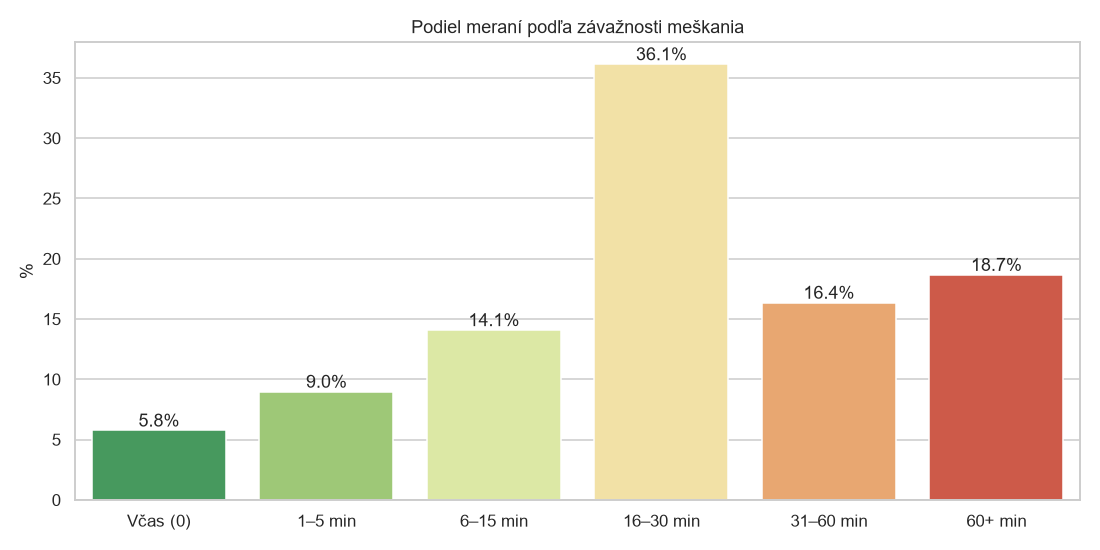 Podiel meraní podľa závažnosti meškania
%
35
30
25
20
15
10
5
0
5.8%
9.0%
14.1%
36.1%
16.4%
18.7%
Včas (0)
1–5 min
6–15 min
16–30 min
31–60 min
60+ min